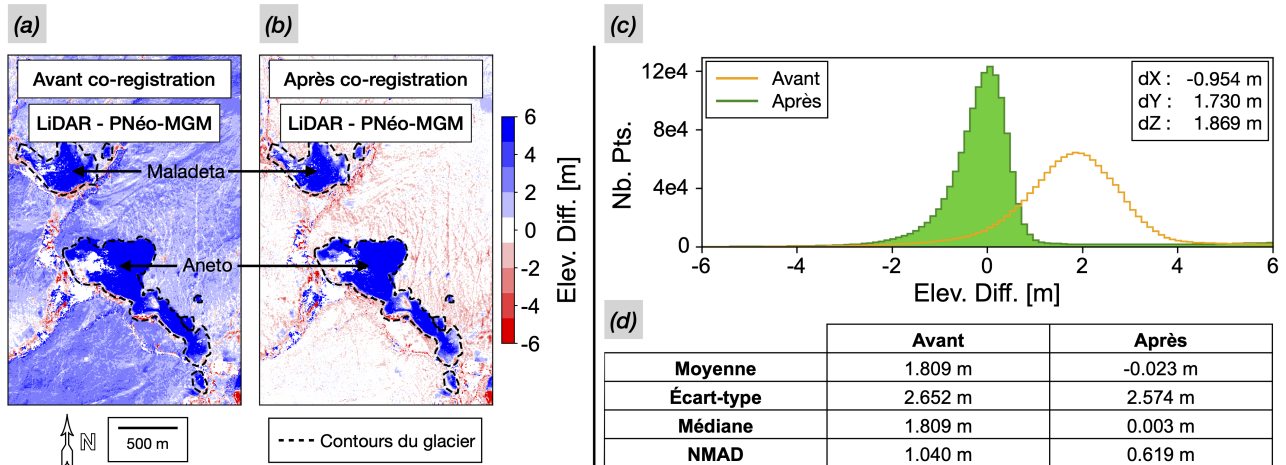 (a)
Avant co-registration
LiDAR - PNéo-MGM
(b)
Après co-registration
LiDAR - PNéo-MGM
Maladeta
Aneto
6
4
2
0
-2
-4
-6
Elev. Diff. [m]
N
500 m
Contours du glacier
(c)
Avant
Après
dX : -0.954 m
dY : 1.730 m
dZ : 1.869 m
12e4
8e4
4e4
0
Nb. Pts.
-6 -4 -2 0 2 4 6
Elev. Diff. [m]
(d)
Avant Après
Moyenne 1.809 m -0.023 m
Écart-type 2.652 m 2.574 m
Médiane 1.809 m 0.003 m
NMAD 1.040 m 0.619 m